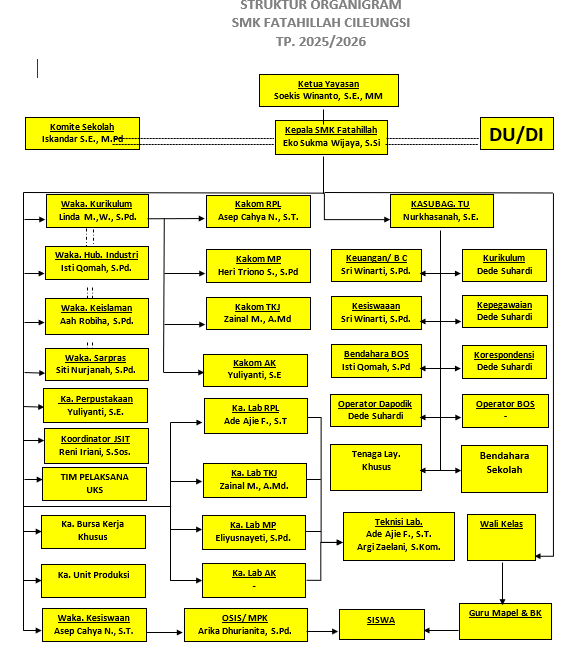 STRUKTUR ORGANIGRAM
SMK FATAHILLAH CILEUNGSI
TP. 2025/2026
Ketua Yayasan
Soekis Winanto, S.E., MM
Komite Sekolah
Iskandar S.E., M.Pd
Kepala SMK Fatahillah
Eko Sukma Wijaya, S.Si
DU/DI
Waka. Kurikulum
Linda M.,W., S.Pd.
Kakom RPL
Asep Cahya N., S.T.
KASUBAG. TU
Nurkhasanah, S.E.
Waka. Hub. Industri
Isti Qomah, S.Pd.
Kakom MP
Heri Triono S., S.Pd
Keuangan/ B C
Sri Winarti, S.Pd.
Kurikulum
Dede Suhardi
Waka. Keislaman
Aah Robiha, S.Pd.
Kakom TKJ
Zainal M., A.Md
Kesiswaaan
Sri Winarti, S.Pd.
Kepegawaian
Dede Suhardi
Waka. Sarpras
Siti Nurjanah, S.Pd.
Kakom AK
Yuliyanti, S.E
Bendahara BOS
Isti Qomah, S.Pd
Korespondensi
Dede Suhardi
Ka. Perpustakaan
Yuliyanti, S.E.
Ka. Lab RPL
Ade Ajie F., S.T
Operator Dapodik
Dede Suhardi
Operator BOS
-
Koordinator JSIT
Reni Iriani, S.Sos.
Tenaga Lay.
Khusus
Bendahara
Sekolah
TIM PELAKSANA
UKS
Ka. Lab TKJ
Zainal M., A.Md.
Ka. Bursa Kerja
Khusus
Ka. Lab MP
Eliyusnayeti, S.Pd.
Teknisi Lab.
Ade Ajie F., S.T.
Argi Zaelani, S.Kom.
Wali Kelas
Ka. Unit Produksi
Ka. Lab AK
-
Waka. Kesiswaan
Asep Cahya N., S.T.
OSIS/ MPK
Arika Dhurianita, S.Pd.
SISWA
Guru Mapel & BK